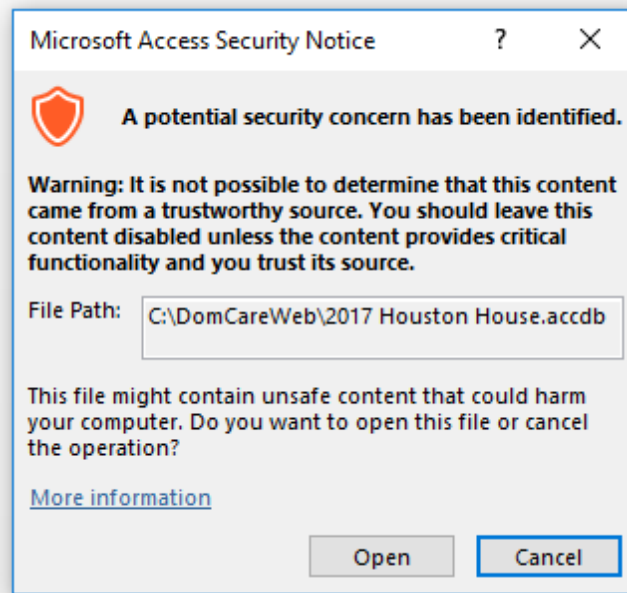 Microsoft Access Security Notice ?
A potential security concern has been identified.
Warning: It is not possible to determine that this content
came from a trustworthy source. You should leave this
content disabled unless the content provides critical
functionality and you trust its source.
File Path: C:\DomCareWeb\2017 Houston House.accdb
This file might contain unsafe content that could harm
your computer. Do you want to open this file or cancel
the operation?
More information
Open Cancel